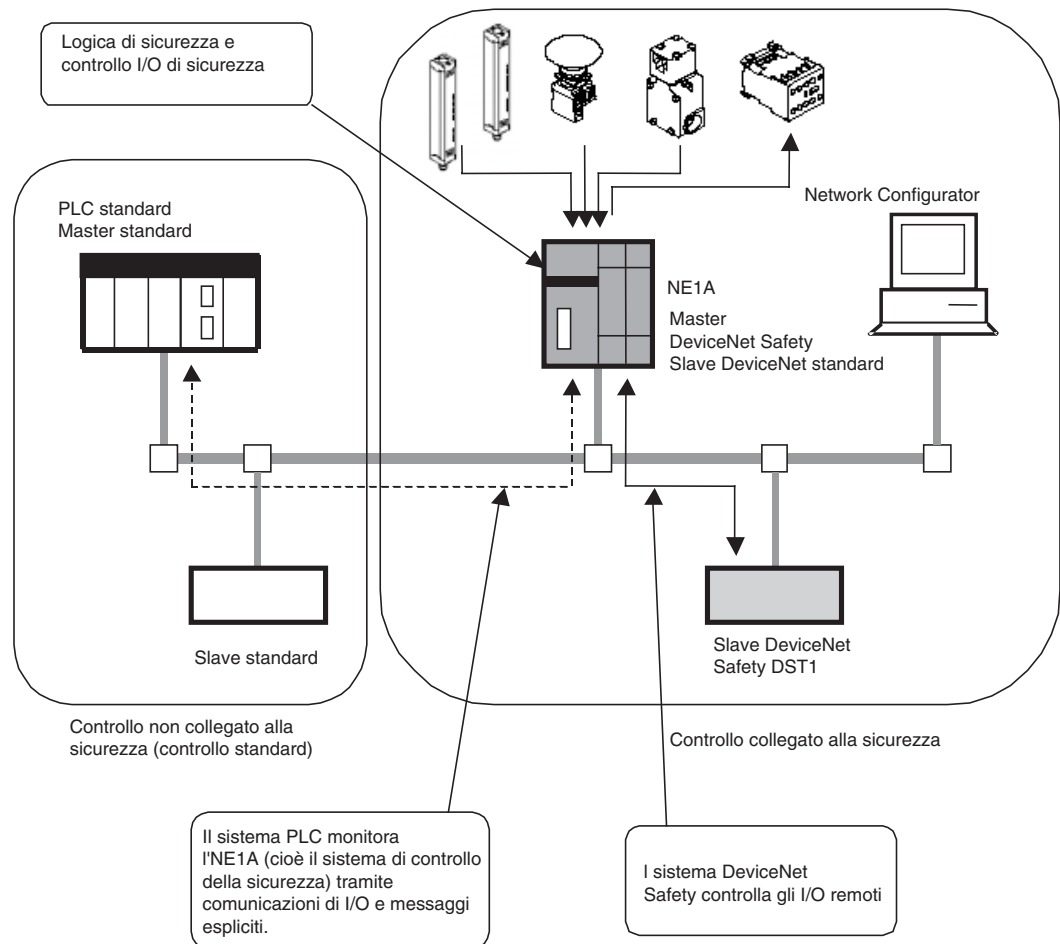 Logica di sicurezza e
controllo I/O di sicurezza
PLC standard
Master standard
Network Configurator
NE1A
Master
DeviceNet Safety
Slave DeviceNet standard
Slave standard
Slave DeviceNet
Safety DST1
Controllo non collegato alla
sicurezza (controllo standard)
Controllo collegato alla sicurezza
Il sistema PLC monitora
l'NE1A (cioè il sistema di controllo
della sicurezza) tramite
comunicazioni di I/O e messaggi
espliciti.
I sistema DeviceNet
Safety controlla gli I/O remoti